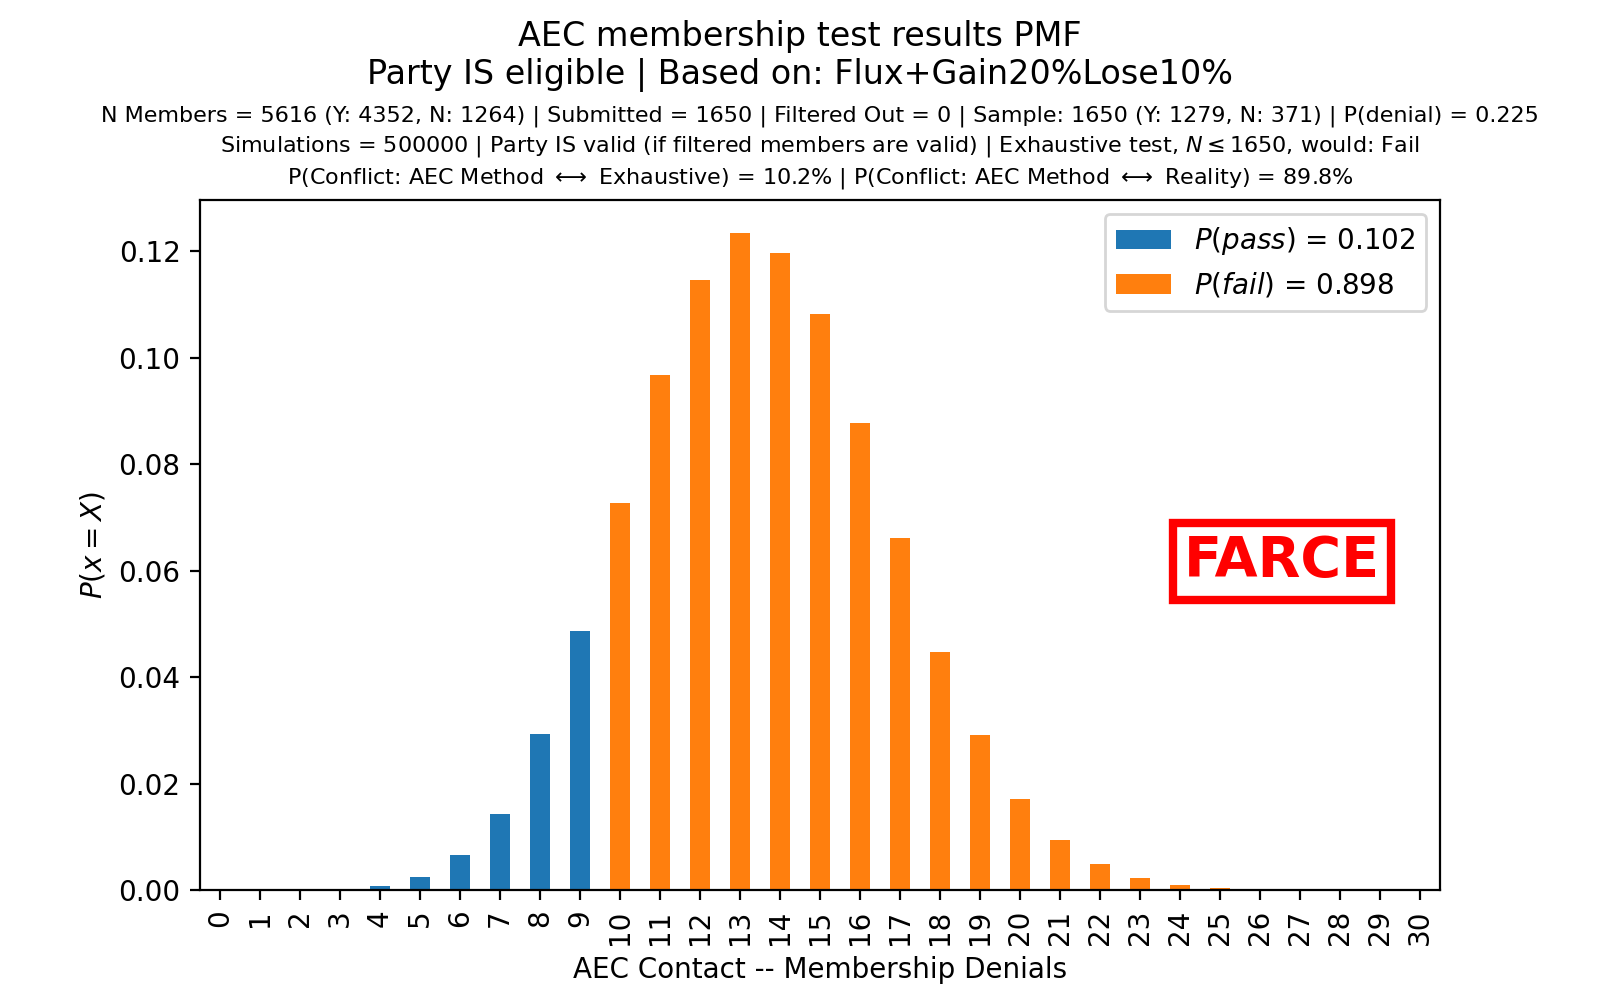 AEC membership test results PMF
Party IS eligible | Based on: Flux+Gain20%Lose10%
N Members = 5616 (Y: 4352, N: 1264) | Submitted = 1650 | Filtered Out = 0 | Sample: 1650 (Y: 1279, N: 371) | P(denial) = 0.225
Simulations = 500000 | Party IS valid (if filtered members are valid) | Exhaustive test, N ≤ 1650, would: Fail
P(Conflict: AEC Method ⟷ Exhaustive) = 10.2% | P(Conflict: AEC Method ⟷ Reality) = 89.8%
P(pass) = 0.102
P(fail) = 0.898
0.12
0.10
0.08
0.06
0.04
0.02
0.00
P(x = X)
FARCE
0 1 2 3 4 5 6 7 8 9 10 11 12 13 14 15 16 17 18 19 20 21 22 23 24 25 26 27 28 29 30
AEC Contact -- Membership Denials